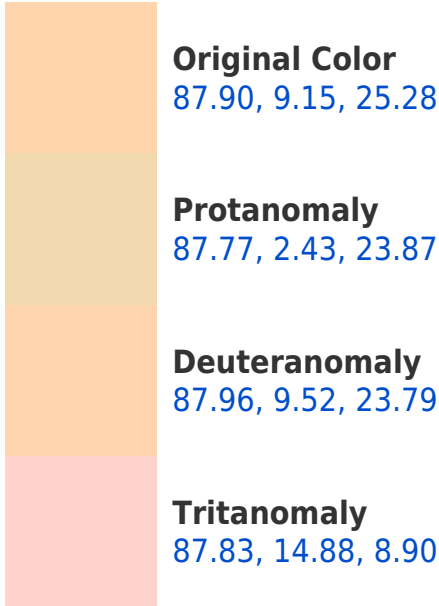 Original Color
87.90, 9.15, 25.28
Protanomaly
87.77, 2.43, 23.87
Deuteranomaly
87.96, 9.52, 23.79
Tritanomaly
87.83, 14.88, 8.90